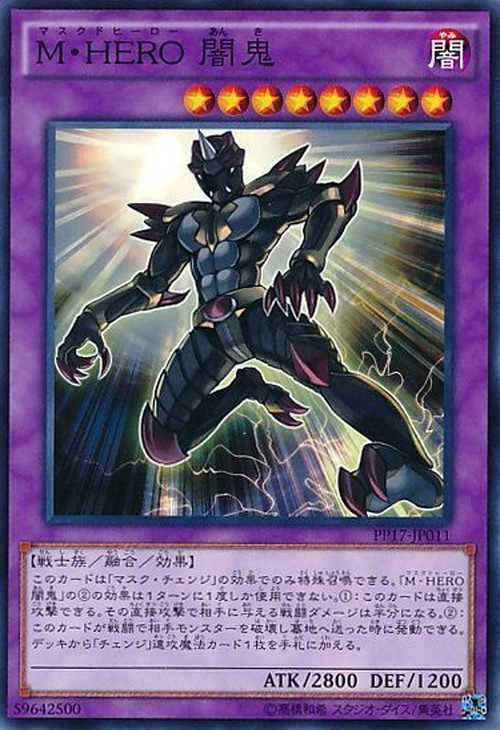 マスクドヒーロー あんき
M・HERO 闇鬼
やみ
闇
PP17-JP011
【戦士族／融合／効果】
このカードは「マスク・チェンジ」の効果でのみ特殊召喚できる。「M・HERO
闇鬼」の②の効果は１ターンに１度しか使用できない。①：このカードは直接
攻撃できる。その直接攻撃で相手に与える戦闘ダメージは半分になる。②：
このカードが戦闘で相手モンスターを破壊し墓地へ送った時に発動できる。
デッキから「チェンジ」速攻魔法カード１枚を手札に加える。
ATK/2800 DEF/1200
59642500
©高橋和希 スタジオ・ダイス/集英社